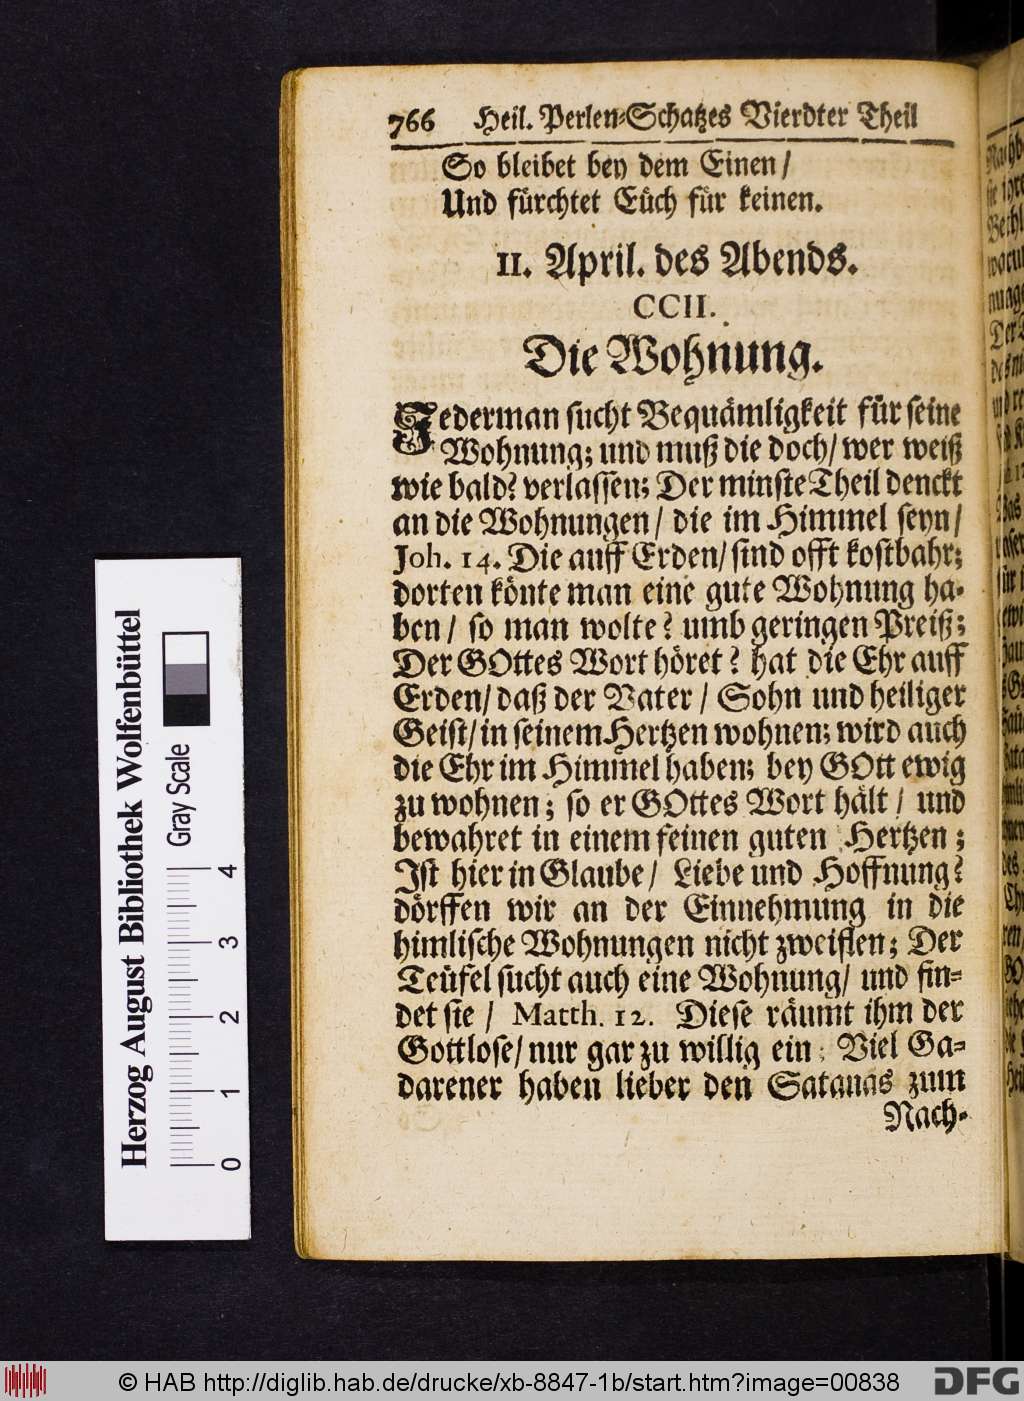 766 Heil. Perlen-Schatzes Vierdter Theil
So bleibet bey dem Einen/
Und fürchtet Eüch für keinen.
11. April. des Abends.
CCII.
Die Wohnung.
Jederman sucht Bequämligkeit für seine
Wohnung; und muß die doch/ wer weiß
wie bald? verlassen; Der minste Theil denckt
an die Wohnungen/ die im Himmel seyn/
Joh. 14. Die auff Erden/ sind offt kostbahr;
dorten könte man eine gute Wohnung ha-
ben/ so man wolte? umb geringen Preiß;
Der GOttes Wort höret? hat die Ehr auff
Erden/ daß der Vater/ Sohn und heiliger
Geist/ in seinem Hertzen wohnen; wird auch
die Ehr im Himmel haben; bey GOtt ewig
zu wohnen; so er GOttes Wort hält/ und
bewahret in einem feinen guten Hertzen;
Ist hier in Glaube/ Liebe und Hoffnung?
dörffen wir an der Einnehmung in die
himlische Wohnungen nicht zweiflen; Der
Teüfel sucht auch eine Wohnung/ und fin-
det sie/ Matth. 12. Diese räumt ihm der
Gottlose/ nur gar zu willig ein; Viel Ga-
darener haben lieber den Satanas zum
Nach-
Herzog August Bibliothek Wolfenbüttel
Gray Scale
0 1 2 3 4
© HAB http://diglib.hab.de/drucke/xb-8847-1b/start.htm?image=00838
DFG